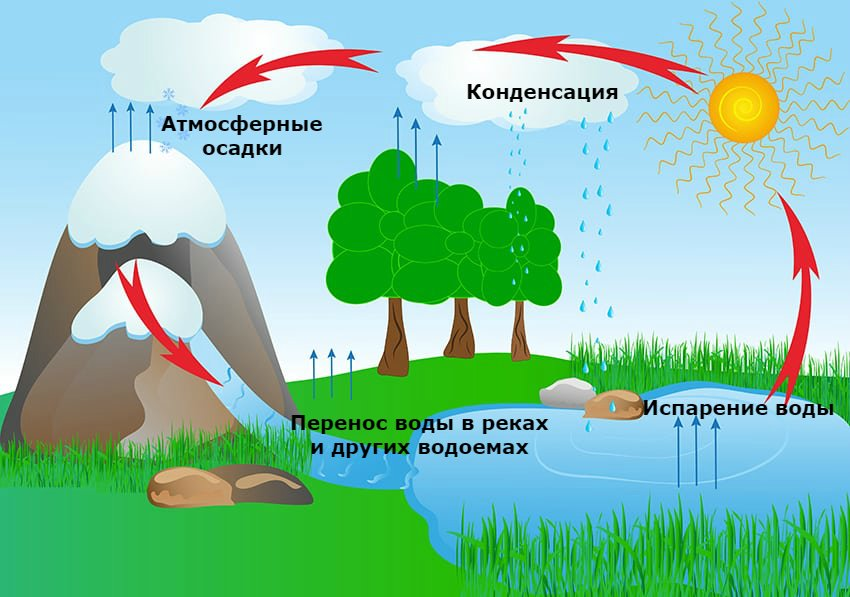 Конденсация
Атмосферные
осадки
Испарение воды
Перенос воды в реках
и других водоемах